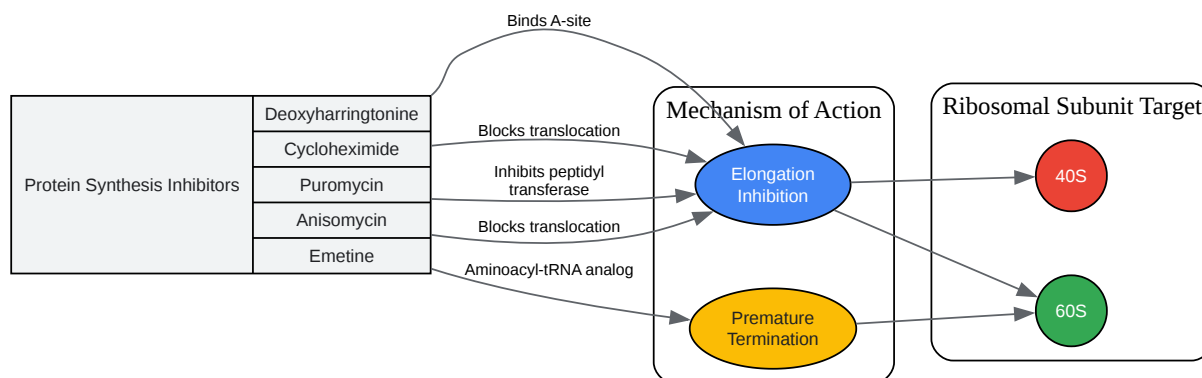 Binds A-site
Mechanism of Action
Ribosomal Subunit Target
Protein Synthesis Inhibitors
Deoxyharringtonine
Cycloheximide
Puromycin
Anisomycin
Emetine
Blocks translocation
Inhibits peptidyl
transferase
Blocks translocation
Aminoacyl-tRNA analog
Elongation
Inhibition
Premature
Termination
40S
60S